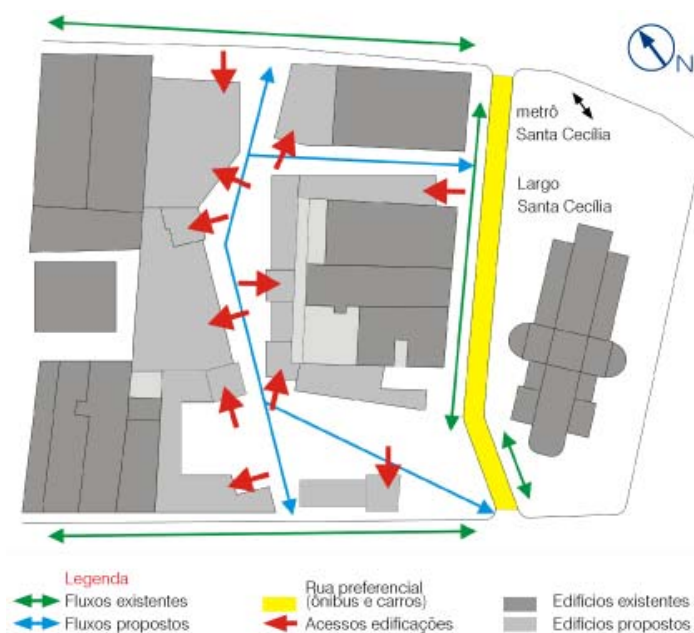 N
metrô
Santa Cecília
Largo
Santa Cecília
Legenda
Fluxos existentes
Fluxos propostos
Rua preferencial
(ônibus e carros)
Acessos edificações
Edifícios existentes
Edifícios propostos